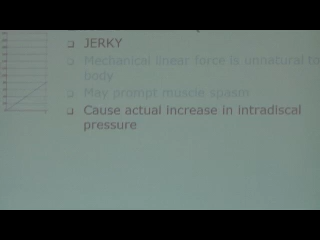 JERKY
Mechanical linear force is unnatural to
body
May prompt muscle spasm
Cause actual increase in intradiscal
pressure